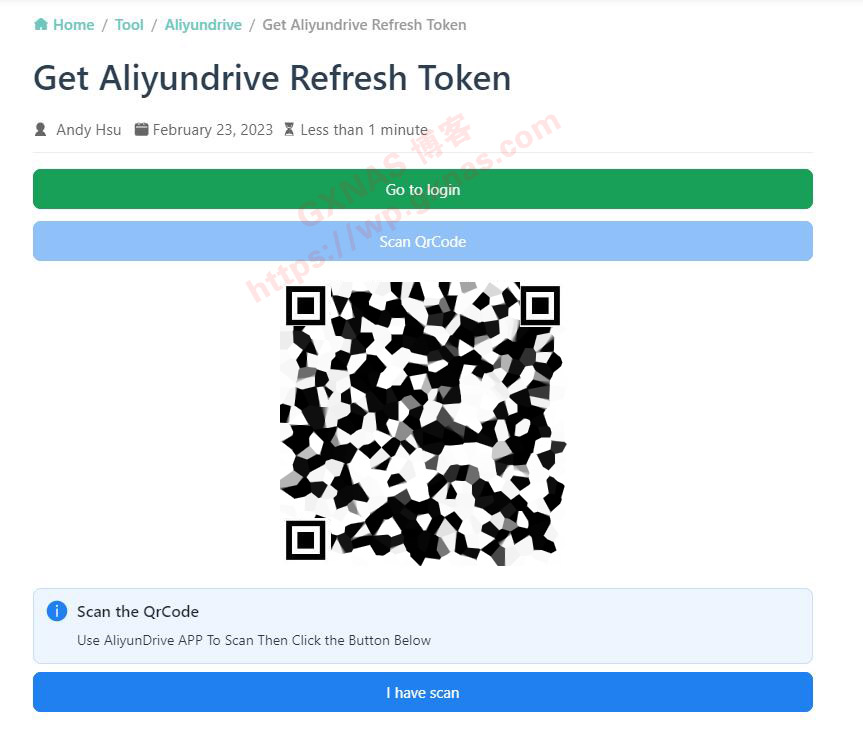 Home / Tool / Aliyundrive / Get Aliyundrive Refresh Token
Get Aliyundrive Refresh Token
Andy Hsu February 23, 2023 Less than 1 minute
GXNAS 博客
https://wp.gxnas.com
Go to login
Scan QrCode
Scan the QrCode
Use AliyunDrive APP To Scan Then Click the Button Below
I have scan